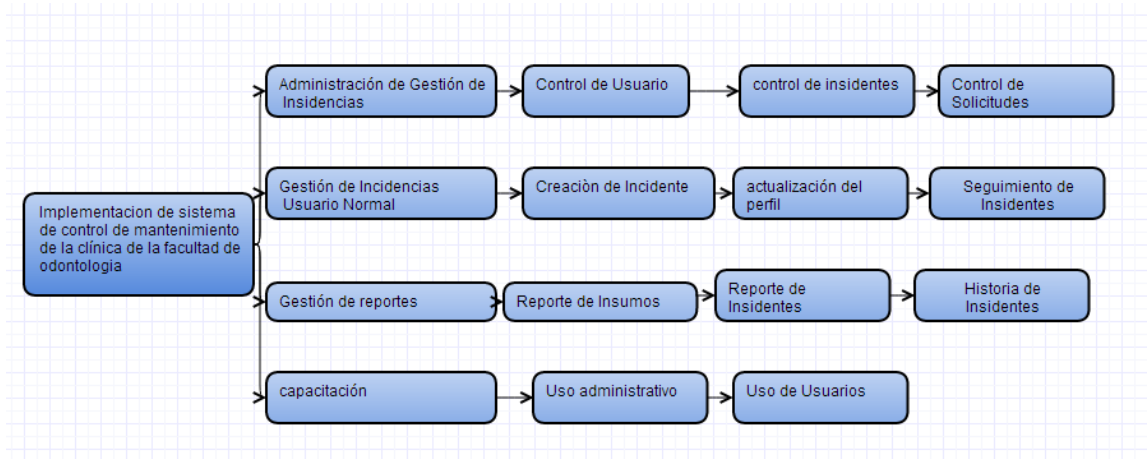 Implementacion de sistema
de control de mantenimiento
de la clínica de la facultad de
odontologia
Administración de Gestión de
Insidencias
Control de Usuario
control de insidentes
Control de
Solicitudes
Gestión de Incidencias
Usuario Normal
Creaciòn de Incidente
actualización del
perfil
Seguimiento de
Insidentes
Gestión de reportes
Reporte de Insumos
Reporte de
Insidentes
Historia de
Insidentes
capacitación
Uso administrativo
Uso de Usuarios